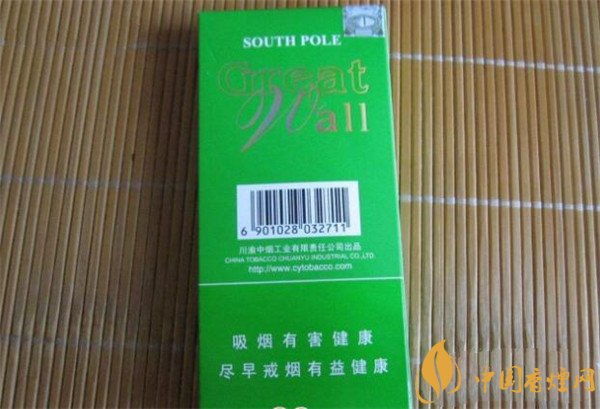 SOUTH POLE
Great
Wall
6 901028 032711
川渝中烟工业有限责任公司出品
CHINA TOBACCO CHUANYU INDUSTRIAL CO.,LTD.
http://www.cytobacco.com
吸烟有害健康
尽早戒烟有益健康
中国香烟网